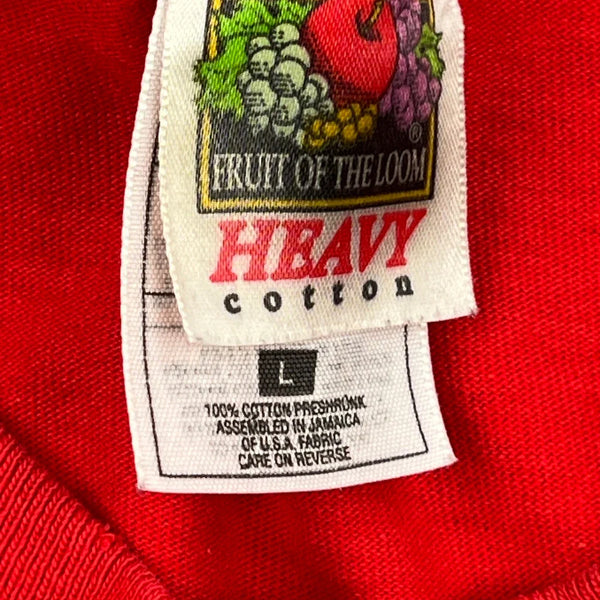 ®
FRUIT OF THE LOOM
HEAVY
cotton
L
100% COTTON PRESHRUNK
ASSEMBLED IN JAMAICA
OF U.S.A. FABRIC
CARE ON REVERSE